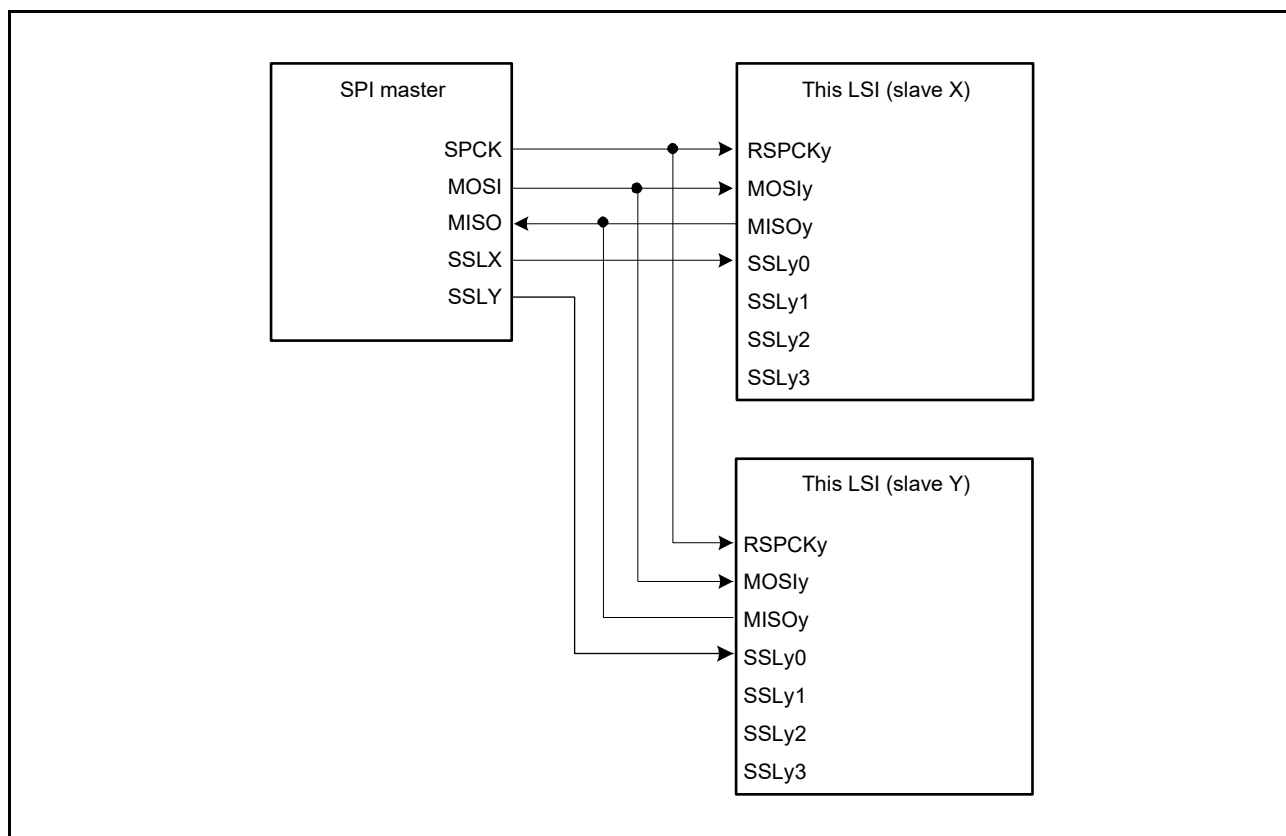 SPI master
SPCK
MOSI
MISO
SSLX
SSLY
This LSI (slave X)
RSPCKy
MOSIy
MISOy
SSLy0
SSLy1
SSLy2
SSLy3
This LSI (slave Y)
RSPCKy
MOSIy
MISOy
SSLy0
SSLy1
SSLy2
SSLy3